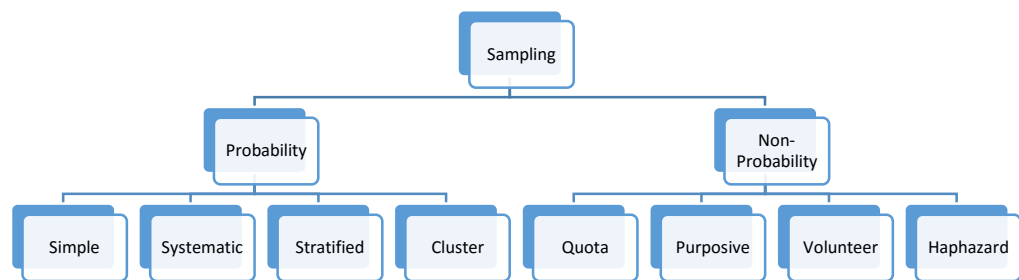 Sampling
Probability
Non-
Probability
Simple
Systematic
Stratified
Cluster
Quota
Purposive
Volunteer
Haphazard